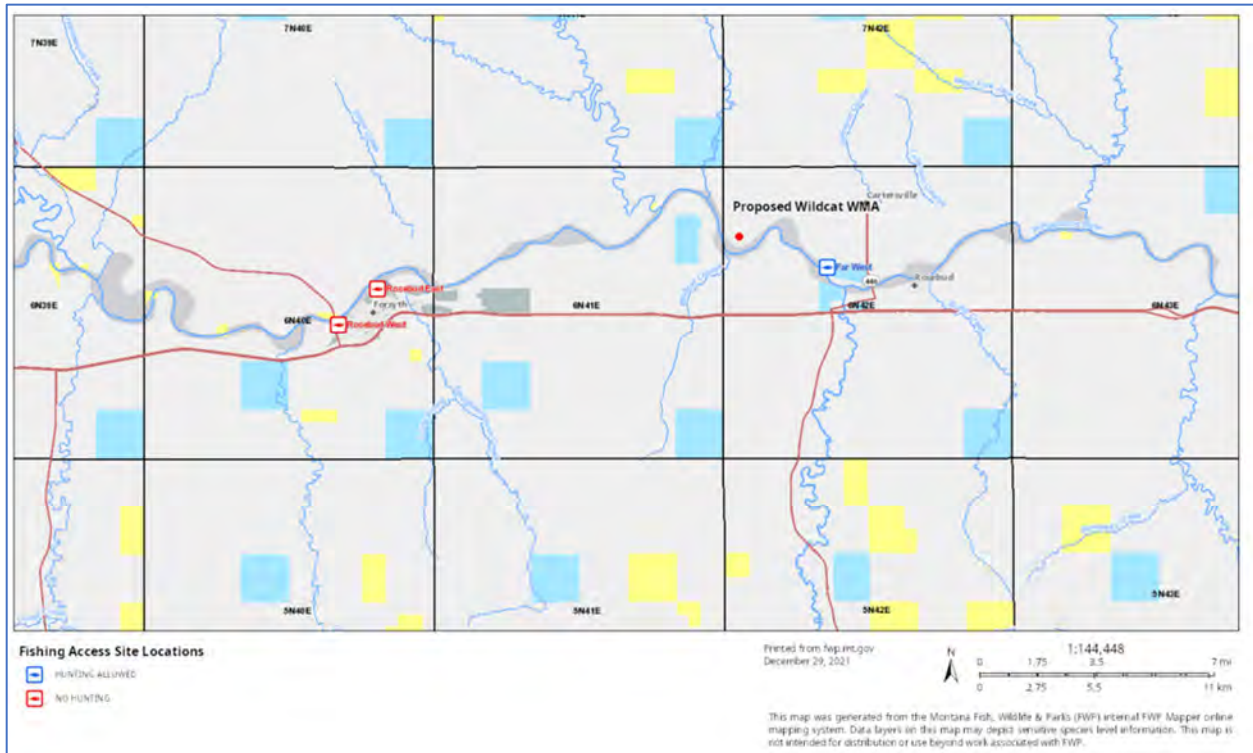 7N39E
7N40E
7N42E
Cartersville
Proposed Wildcat WMA
Far West
Rosebud
446
Rosebud East
Forsyth
6N39E
6N40E
Rosebud West
6N41E
6N42E
6N43E
5N40E
5N41E
5N42E
5N43E
Fishing Access Site Locations
HUNTING ALLOWED
NO HUNTING
Printed from fwp.mt.gov
December 29, 2021
N
1:144,448
0 1.75 3.5 7 mi
0 2.75 5.5 11 km
This map was generated from the Montana Fish, Wildlife & Parks (FWP) internal FWP Mapper online
mapping system. Data layers on this map may depict sensitive species level information. This map is
not intended for distribution or use beyond work associated with FWP.